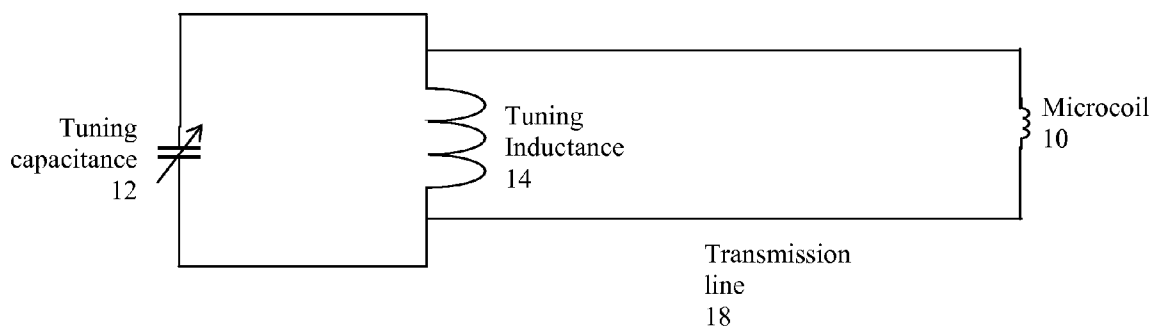 Tuning
capacitance
12
Tuning
Inductance
14
Microcoil
10
Transmission
line
18